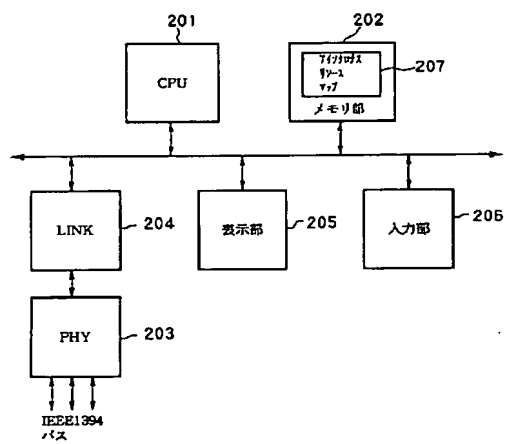 201
CPU
202
アイソクロナス
リソース
マップ
メモリ部
207
LINK
204
表示部
205
入力部
206
PHY
203
IEEE1394
バス